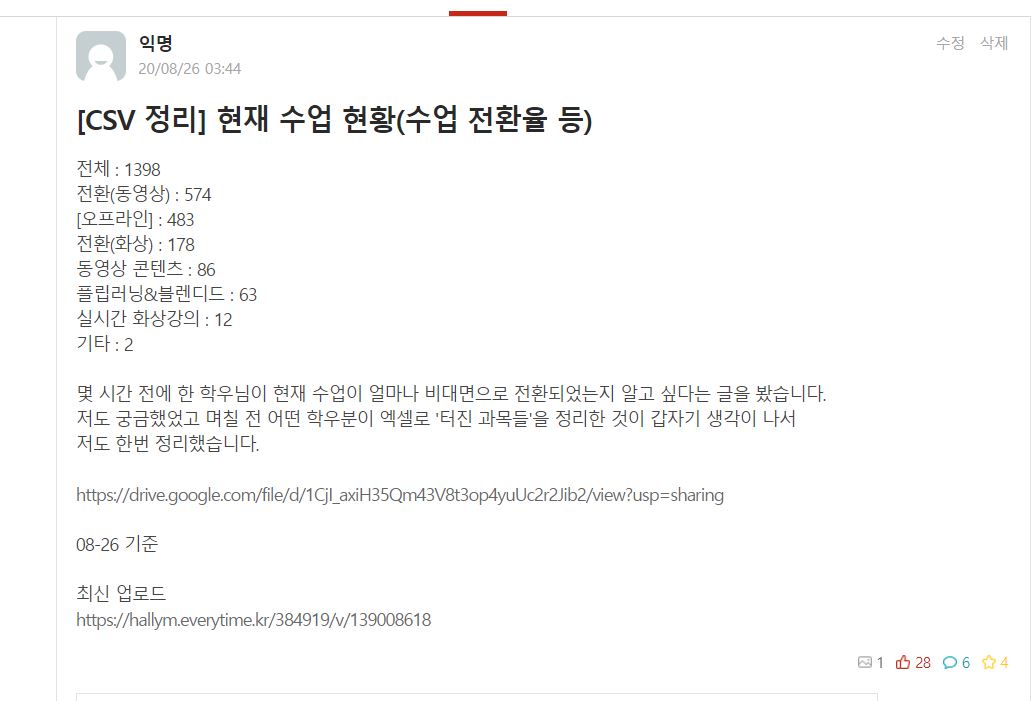 익명
20/08/26 03:44
수정 삭제
[CSV 정리] 현재 수업 현황(수업 전환율 등)
전체 : 1398
전환(동영상) : 574
[오프라인] : 483
전환(화상) : 178
동영상 콘텐츠 : 86
플립러닝&블렌디드 : 63
실시간 화상강의 : 12
기타 : 2
몇 시간 전에 한 학우님이 현재 수업이 얼마나 비대면으로 전환되었는지 알고 싶다는 글을 봤습니다.
저도 궁금했었고 며칠 전 어떤 학우분이 엑셀로 '터진 과목들'을 정리한 것이 갑자기 생각이 나서
저도 한번 정리했습니다.
https://drive.google.com/file/d/1CjI_axiH35Qm43V8t3op4yuUc2r2Jib2/view?usp=sharing
08-26 기준
최신 업로드
https://hallym.everytime.kr/384919/v/139008618
1 28 6 4